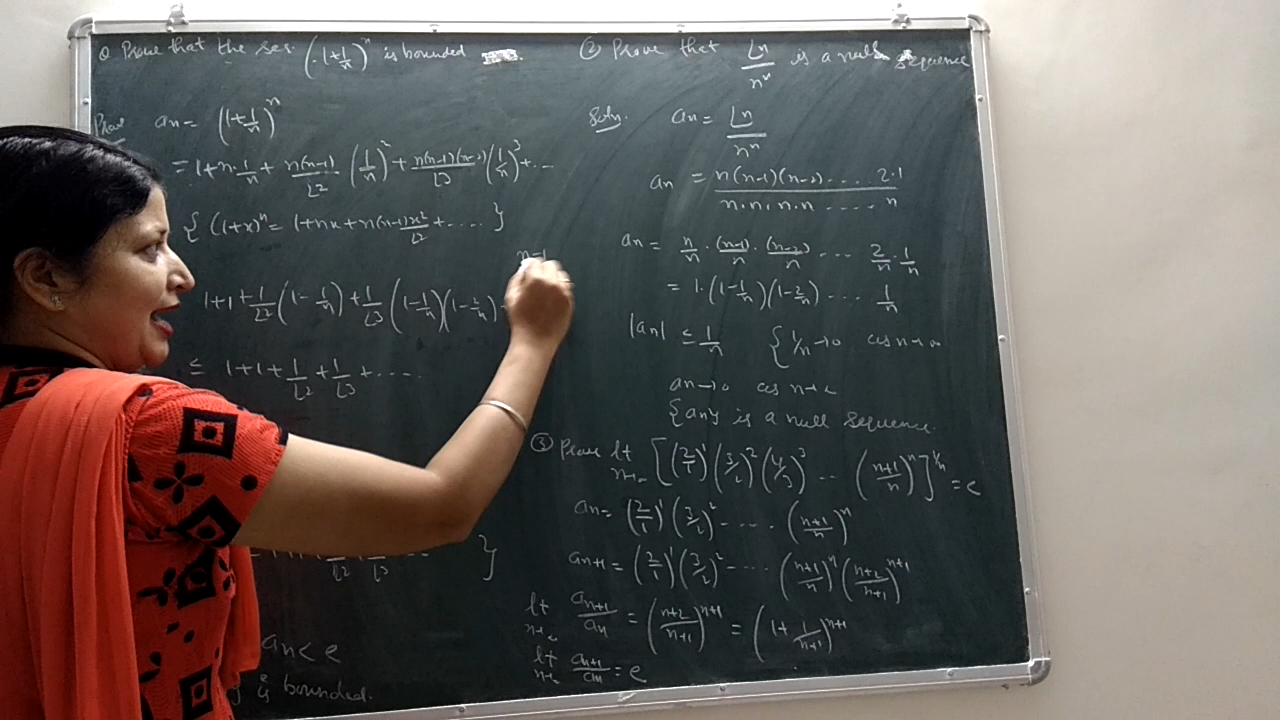 ① Prove that the seq. (1+1/n)^n is bounded
Proof an = (1+1/n)^n
= 1+n·1/n + n(n-1)/⌊2 (1/n)^2 + n(n-1)(n-2)/⌊3 (1/n)^3 + ...
{ (1+x)^n = 1+nx+n(n-1)x^2/⌊2 + ..... }
n-1
1+1+1/⌊2 (1-1/n) + 1/⌊3 (1-1/n)(1-2/n)
≤ 1+1+1/⌊2+1/⌊3+.....
⌊2 ⌊3 }
an < e
is bounded.
② Prove that ⌊n/n^n is a null sequence
Soln. an = ⌊n/n^n
an = n(n-1)(n-2)..... 2·1 / n.n.n.n ..... n
an = n/n · (n-1)/n · (n-2)/n ... 2/n · 1/n
= 1·(1-1/n)(1-2/n) .... 1/n
|an| ≤ 1/n { 1/n→0 as n→∞
an→0 as n→∞
{an} is a null sequence.
③ Prove lt n→∞ [(2/1)^1 (3/2)^2 (4/3)^3 ... ((n+1)/n)^n]^1/n = e
an = (2/1)^1 (3/2)^2 ..... ((n+1)/n)^n
an+1 = (2/1)^1 (3/2)^2 ..... ((n+1)/n)^n ((n+2)/(n+1))^n+1
lt n→∞ an+1/an = ((n+2)/(n+1))^n+1 = (1+1/(n+1))^n+1
lt n→∞ an+1/an = e